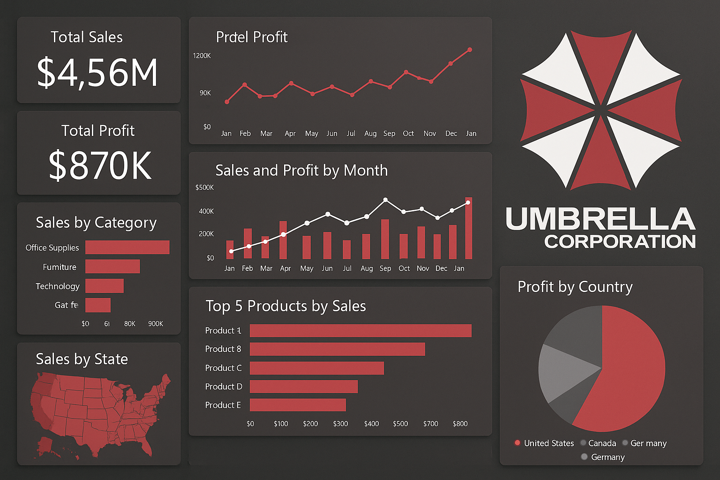 Total Sales
$4,56M
Total Profit
$870K
Sales by Category
Office Supplies
Fumiture
Technology
Gat fe
$0 6I 80K 900K
Sales by State
Prdel Profit
1200K
90K
$0
Jan Feb Mar Apr May Jun Jul Aug Sep Oct Nov Dec Jan
Sales and Profit by Month
$500K
400K
200K
$0
Jan Feb Mar Apr May Jun Jul Aug Sep Oct Nov Dec Jan
Top 5 Products by Sales
Product 1
Product 8
Product C
Product D
Product E
$0 $100 $200 $300 $400 $500 $700 $800
UMBRELLA
CORPORATION
Profit by Country
United States Canada Ger many
Germany